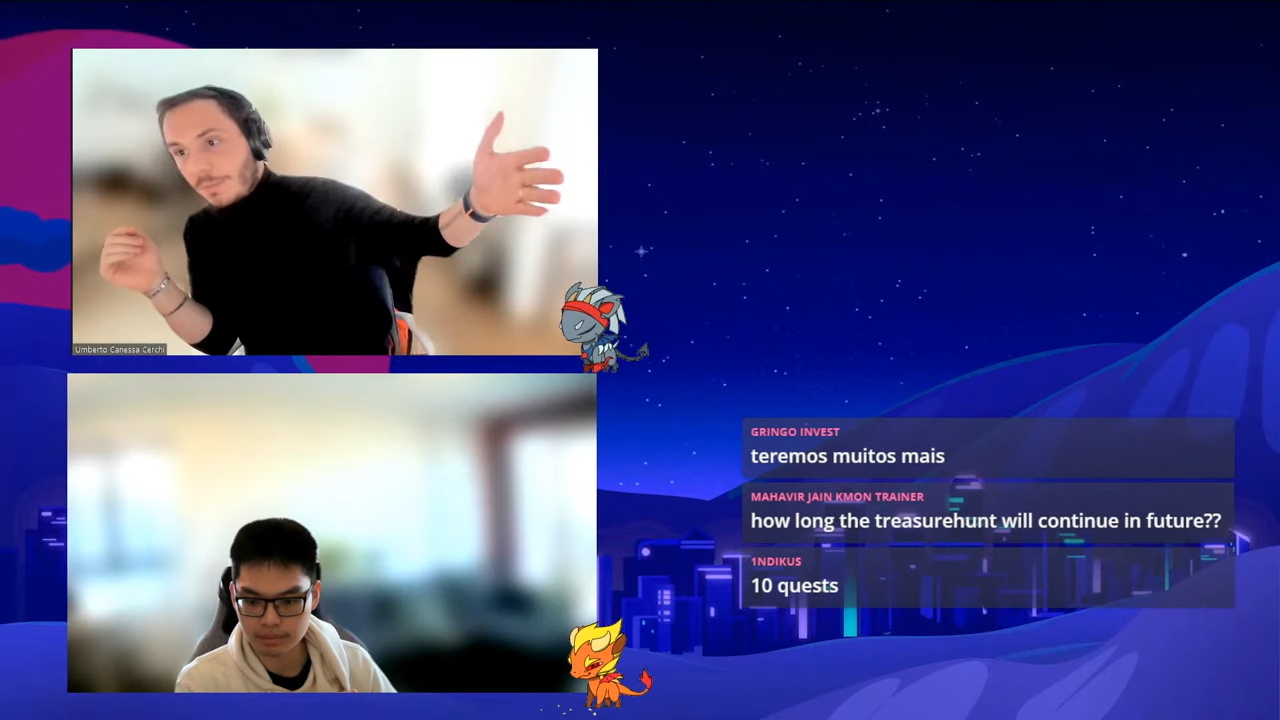 Umberto Canessa Cerchi
GRINGO INVEST
teremos muitos mais
MAHAVIR JAIN KMON TRAINER
how long the treasurehunt will continue in future??
1NDIKUS
10 quests